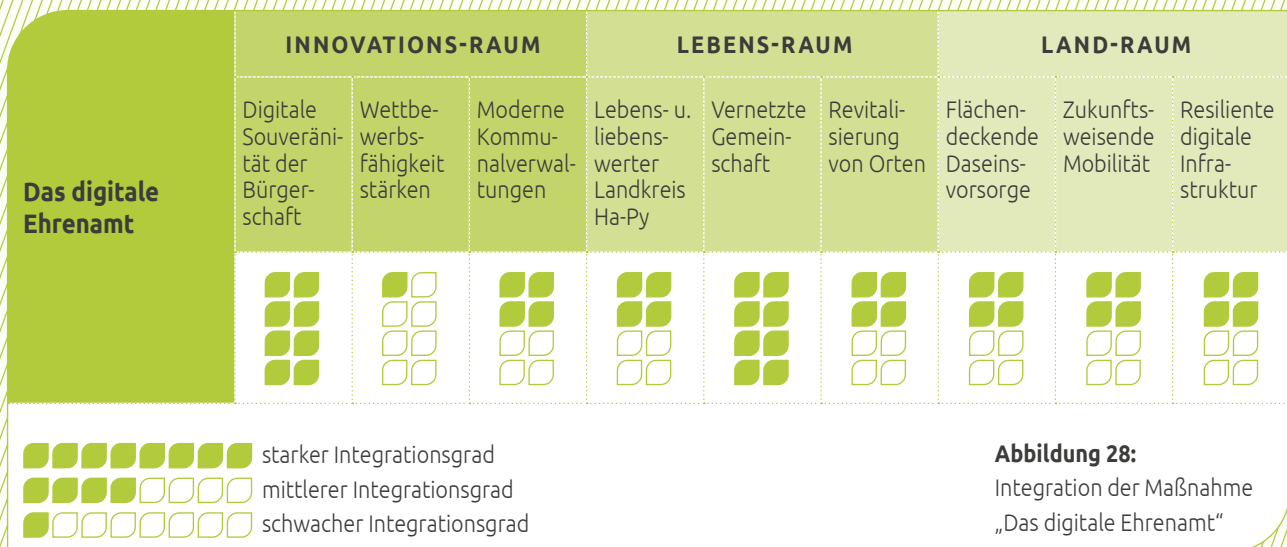 INNOVATIONS-RAUM
LEBENS-RAUM
LAND-RAUM
Das digitale
Ehrenamt
Digitale
Souveräni-
tät der
Bürger-
schaft
Wettbe-
werbs-
fähigkeit
stärken
Moderne
Kommu-
nalverwal-
tungen
Lebens- u.
liebens-
werter
Landkreis
Ha-Py
Vernetzte
Gemein-
schaft
Revitali-
sierung
von Orten
Flächen-
deckende
Daseins-
vorsorge
Zukunfts-
weisende
Mobilität
Resiliente
digitale
Infra-
struktur
starker Integrationsgrad
mittlerer Integrationsgrad
schwacher Integrationsgrad
Abbildung 28:
Integration der Maßnahme
„Das digitale Ehrenamt“